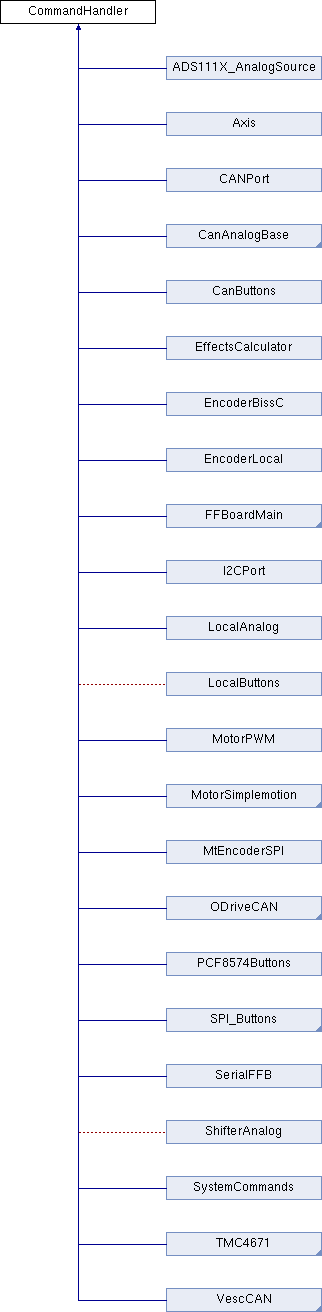 CommandHandler
ADS111X_AnalogSource
Axis
CANPort
CanAnalogBase
CanButtons
EffectsCalculator
EncoderBissC
EncoderLocal
FFBoardMain
I2CPort
LocalAnalog
LocalButtons
MotorPWM
MotorSimplemotion
MtEncoderSPI
ODriveCAN
PCF8574Buttons
SPI_Buttons
SerialFFB
ShifterAnalog
SystemCommands
TMC4671
VescCAN